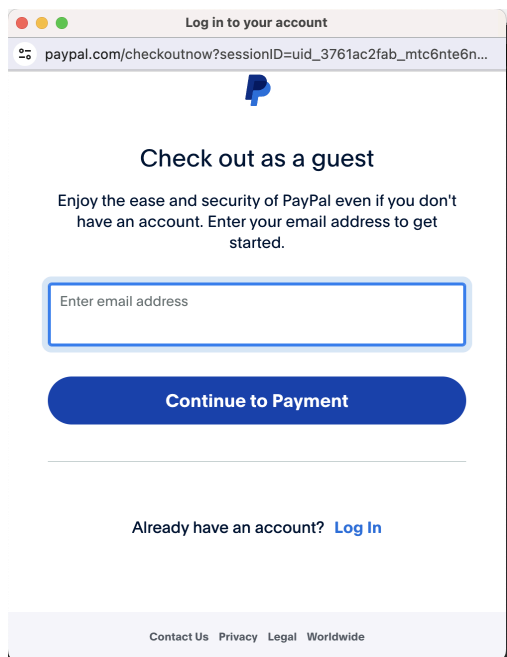 Log in to your account
paypal.com/checkoutnow?sessionID=uid_3761ac2fab_mtc6nte6n...
Check out as a guest
Enjoy the ease and security of PayPal even if you don't
have an account. Enter your email address to get
started.
Enter email address
Continue to Payment
Already have an account? Log In
Contact Us Privacy Legal Worldwide